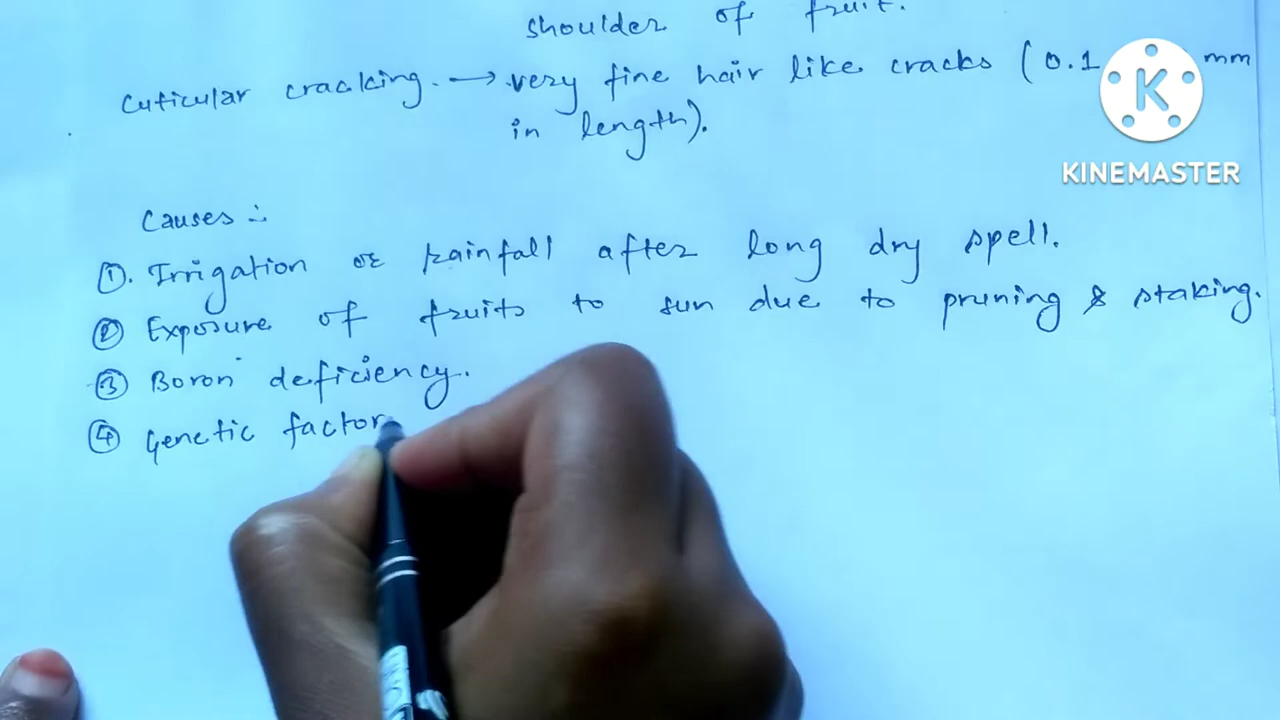 shoulder of fruit.
Cuticular cracking. → very fine hair like cracks (0.1 mm
in length).
K
KINEMASTER
Causes :-
①. Irrigation or rainfall after long dry spell.
② Exposure of fruits to sun due to pruning & staking.
③ Boron deficiency.
④ Genetic factor